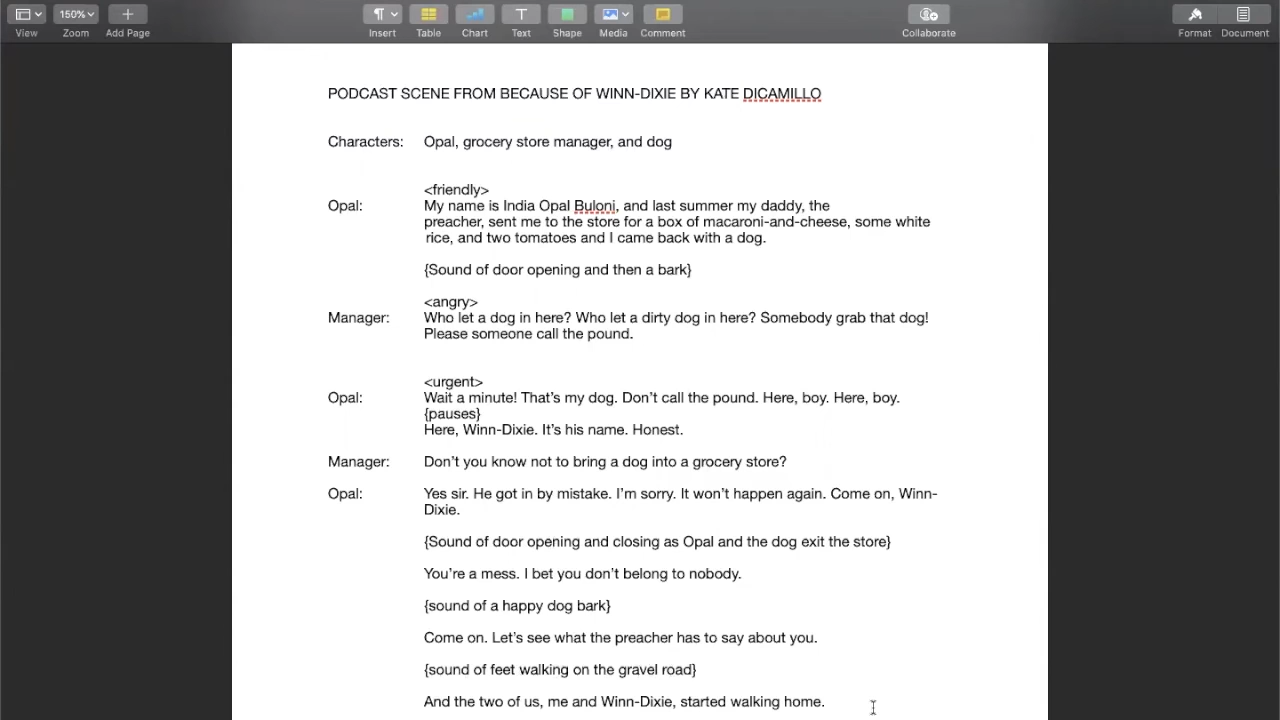 150%
View
Zoom
Add Page
Insert
Table
Chart
Text
Shape
Media
Comment
Collaborate
Format
Document
PODCAST SCENE FROM BECAUSE OF WINN-DIXIE BY KATE DICAMILLO
Characters: Opal, grocery store manager, and dog
<friendly>
Opal: My name is India Opal Buloni, and last summer my daddy, the
preacher, sent me to the store for a box of macaroni-and-cheese, some white
rice, and two tomatoes and I came back with a dog.
{Sound of door opening and then a bark}
<angry>
Manager: Who let a dog in here? Who let a dirty dog in here? Somebody grab that dog!
Please someone call the pound.
<urgent>
Opal: Wait a minute! That’s my dog. Don’t call the pound. Here, boy. Here, boy.
{pauses}
Here, Winn-Dixie. It’s his name. Honest.
Manager: Don’t you know not to bring a dog into a grocery store?
Opal: Yes sir. He got in by mistake. I’m sorry. It won’t happen again. Come on, Winn-
Dixie.
{Sound of door opening and closing as Opal and the dog exit the store}
You’re a mess. I bet you don’t belong to nobody.
{sound of a happy dog bark}
Come on. Let’s see what the preacher has to say about you.
{sound of feet walking on the gravel road}
And the two of us, me and Winn-Dixie, started walking home.